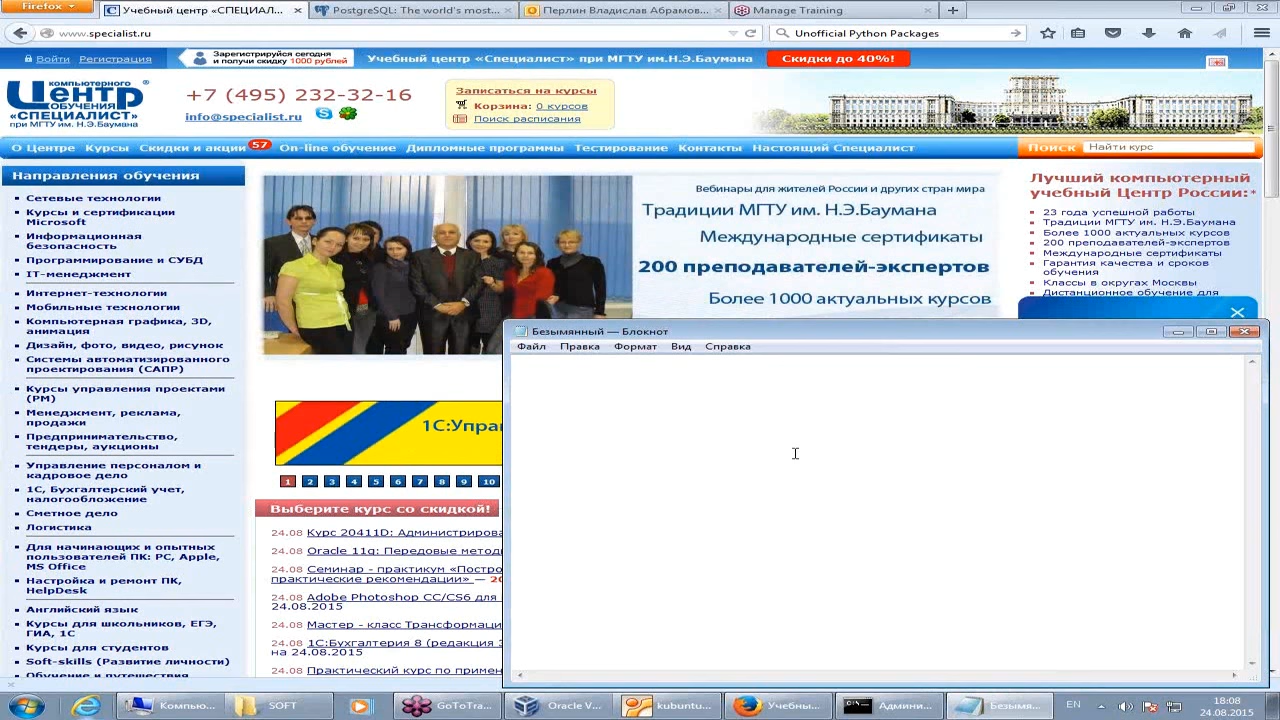 Firefox
Учебный центр «СПЕЦИАЛ...
PostgreSQL: The world's most...
Перлин Владислав Абрамов...
Manage Training
www.specialist.ru
Unofficial Python Packages
Войти Регистрация
Зарегистрируйся сегодня
и получи скидку 1000 рублей
Учебный центр «Специалист» при МГТУ им.Н.Э.Баумана
Скидки до 40%!
компьютерного
Центр
ОБУЧЕНИЯ
«СПЕЦИАЛИСТ»
при МГТУ им. Н.Э.Баумана
+7 (495) 232-32-16
info@specialist.ru
Записаться на курсы
Корзина: 0 курсов
Поиск расписания
О Центре Курсы Скидки и акции 57 On-line обучение Дипломные программы Тестирование Контакты Настоящий Специалист
Поиск Найти курс
Направления обучения
Сетевые технологии
Курсы и сертификации
Microsoft
Информационная
безопасность
Программирование и СУБД
IT-менеджмент
Интернет-технологии
Мобильные технологии
Компьютерная графика, 3D,
анимация
Дизайн, фото, видео, рисунок
Системы автоматизированного
проектирования (САПР)
Курсы управления проектами
(PM)
Менеджмент, реклама,
продажи
Предпринимательство,
тендеры, аукционы
Управление персоналом и
кадровое дело
1С, Бухгалтерский учет,
налогообложение
Сметное дело
Логистика
Для начинающих и опытных
пользователей ПК: PC, Apple,
MS Office
Настройка и ремонт ПК,
HelpDesk
Английский язык
Курсы для школьников, ЕГЭ,
ГИА, 1С
Курсы для студентов
Soft-skills (Развитие личности)
Обучение и путешествия
Вебинары для жителей России и других стран мира
Традиции МГТУ им. Н.Э.Баумана
Международные сертификаты
200 преподавателей-экспертов
Более 1000 актуальных курсов
Лучший компьютерный
учебный Центр России:*
23 года успешной работы
Традиции МГТУ им. Н.Э.Баумана
Более 1000 актуальных курсов
200 преподавателей-экспертов
Международные сертификаты
Гарантия качества и сроков
обучения
Классы в округах Москвы
Дистанционное обучение для
1С:Упра
1 2 3 4 5 6 7 8 9 10
Выберите курс со скидкой!
24.08 Курс 20411D: Администрирова
24.08 Oracle 11g: Передовые метод
24.08 Семинар - практикум «Постро
практические рекомендации» — 20
24.08 Adobe Photoshop CC/CS6 для
24.08.2015
24.08 Мастер - класс Трансформаци
24.08 1С:Бухгалтерия 8 (редакция 3
на 24.08.2015
24.08 Практический курс по примен
Безымянный — Блокнот
Файл Правка Формат Вид Справка
Компью...
SOFT
GoToTra...
Oracle V...
kubuntu...
Учебны...
Админи...
Безымя...
EN
18:08
24.08.2015